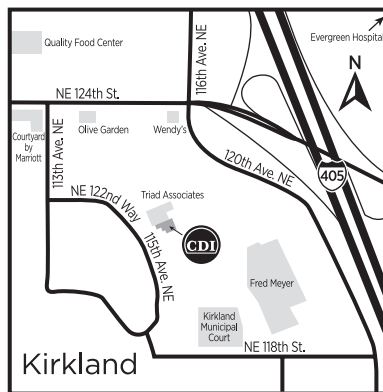 Quality Food Center
116th Ave. NE
Evergreen Hospital
N
NE 124th St.
Courtyard
by
Marriott
113th Ave. NE
Olive Garden
Wendy's
120th Ave. NE
405
NE 122nd Way
Triad Associates
115th Ave. NE
CDI
Fred Meyer
Kirkland
Municipal
Court
NE 118th St.
Kirkland